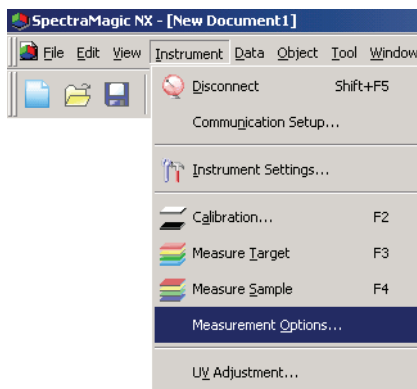 SpectraMagic NX - [New Document1]
File Edit View Instrument Data Object Tool Window
Disconnect Shift+F5
Communication Setup...
Instrument Settings...
Calibration... F2
Measure Target F3
Measure Sample F4
Measurement Options...
UV Adjustment...